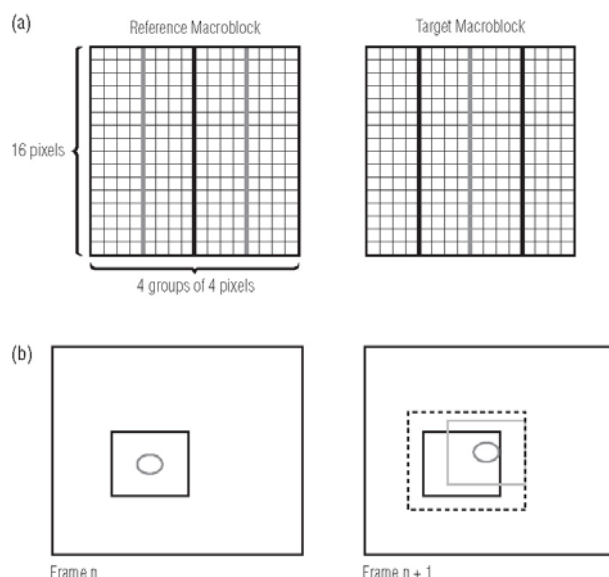 (a)
Reference Macroblock
Target Macroblock
16 pixels
4 groups of 4 pixels
(b)
Frame n
Frame n + 1